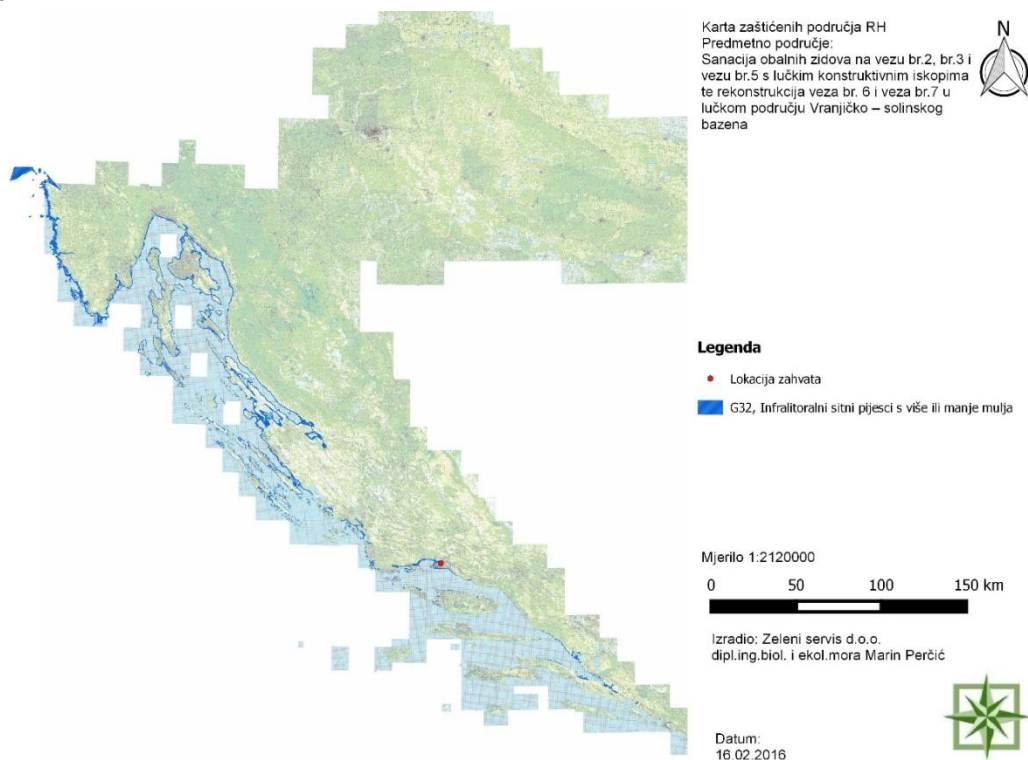 Karta zaštićenih područja RH
Predmetno područje:
Sanacija obalnih zidova na vezu br.2, br.3 i
vezu br.5 s lučkim konstruktivnim iskopima
te rekonstrukcija veza br. 6 i veza br.7 u
lučkom području Vranjičko – solinskog
bazena
N
Legenda
Lokacija zahvata
G32, Infralitoralni sitni pijesci s više ili manje mulja
Mjerilo 1:2120000
0 50 100 150 km
Izradio: Zeleni servis d.o.o.
dipl.ing.biol. i ekol.mora Marin Perčić
Datum:
16.02.2016